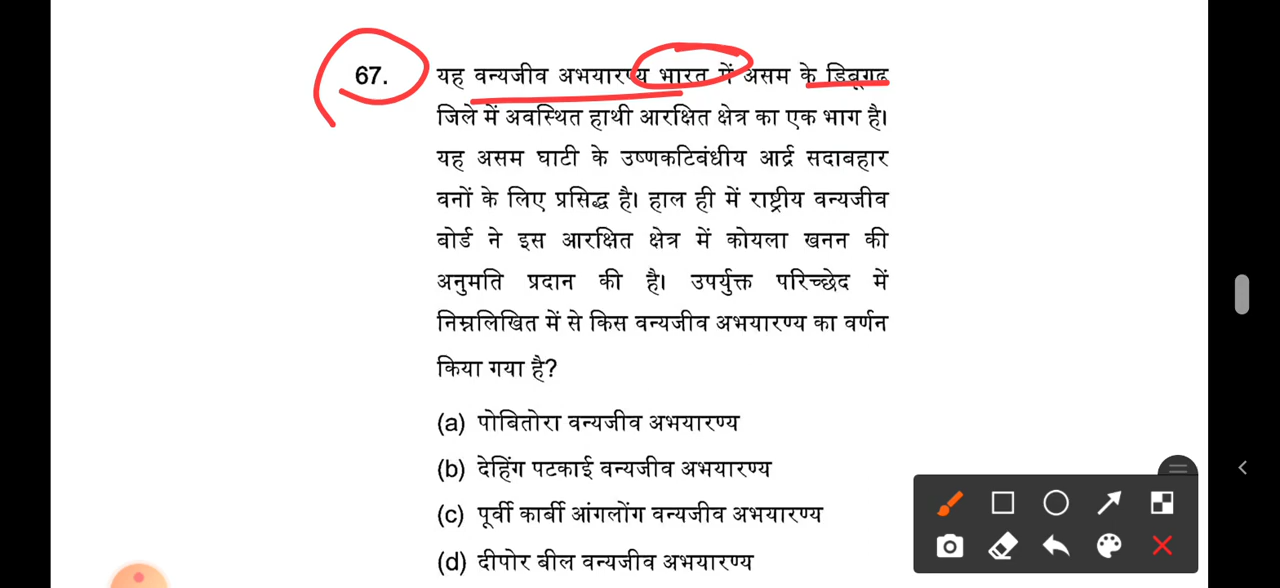 67. यह वन्यजीव अभयारण्य भारत में असम के डिब्रूगढ़
जिले में अवस्थित हाथी आरक्षित क्षेत्र का एक भाग है।
यह असम घाटी के उष्णकटिबंधीय आर्द्र सदाबहार
वनों के लिए प्रसिद्ध है। हाल ही में राष्ट्रीय वन्यजीव
बोर्ड ने इस आरक्षित क्षेत्र में कोयला खनन की
अनुमति प्रदान की है। उपर्युक्त परिच्छेद में
निम्नलिखित में से किस वन्यजीव अभयारण्य का वर्णन
किया गया है?
(a) पोबितोरा वन्यजीव अभयारण्य
(b) देहिंग पटकाई वन्यजीव अभयारण्य
(c) पूर्वी कार्बी आंगलोंग वन्यजीव अभयारण्य
(d) दीपोर बील वन्यजीव अभयारण्य